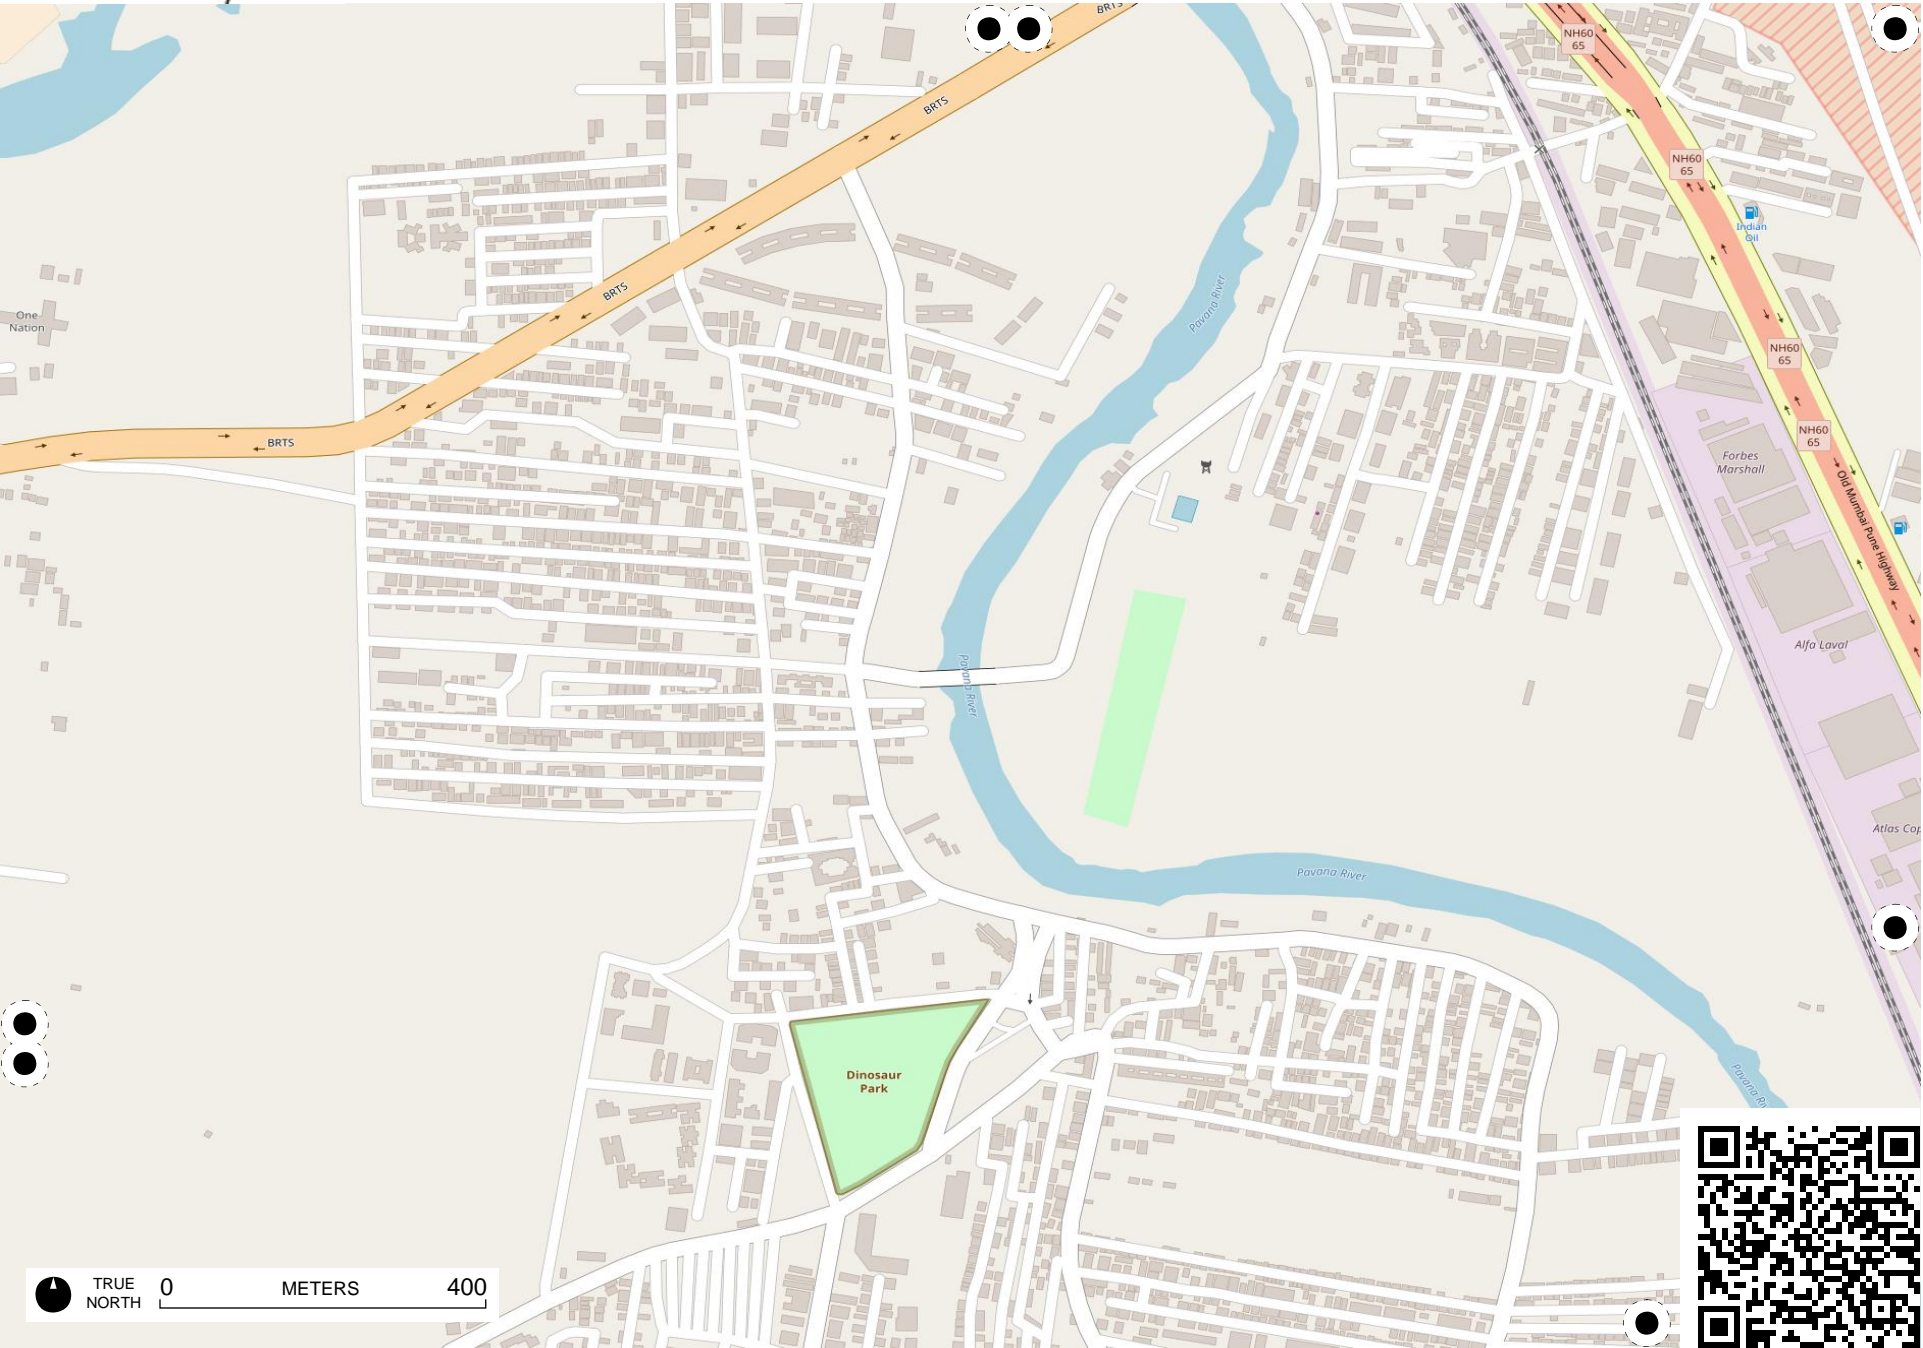 BRTS
NH60
65
BRTS
NH60
65
Indian
Oil
BRTS
Pavana River
One
Nation
NH60
65
BRTS
NH60
65
Forbes
Marshall
Old Mumbai Pune Highway
Alfa Laval
Pavana River
Atlas Cop
Pavana River
Dinosaur
Park
Pavana Riv
TRUE
NORTH
0 METERS 400